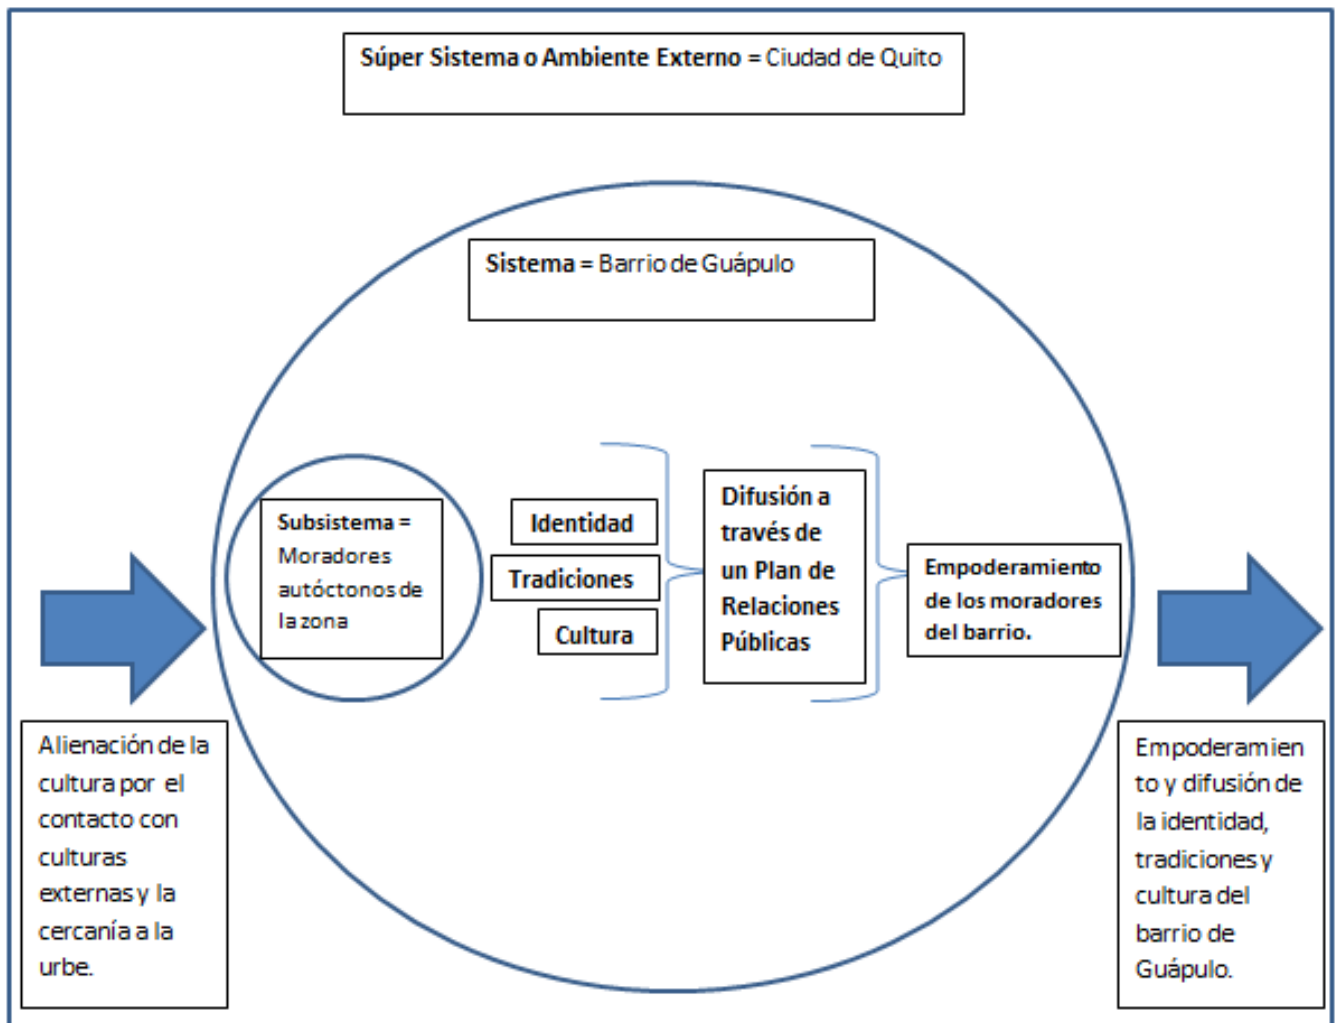 Súper Sistema o Ambiente Externo = Ciudad de Quito
Sistema = Barrio de Guápulo
Subsistema =
Moradores
autóctonos de
la zona
Identidad
Tradiciones
Cultura
Difusión a
través de
un Plan de
Relaciones
Públicas
Empoderamiento
de los moradores
del barrio.
Alienación de la
cultura por el
contacto con
culturas
externas y la
cercanía a la
urbe.
Empoderamien
to y difusión de
la identidad,
tradiciones y
cultura del
barrio de
Guápulo.